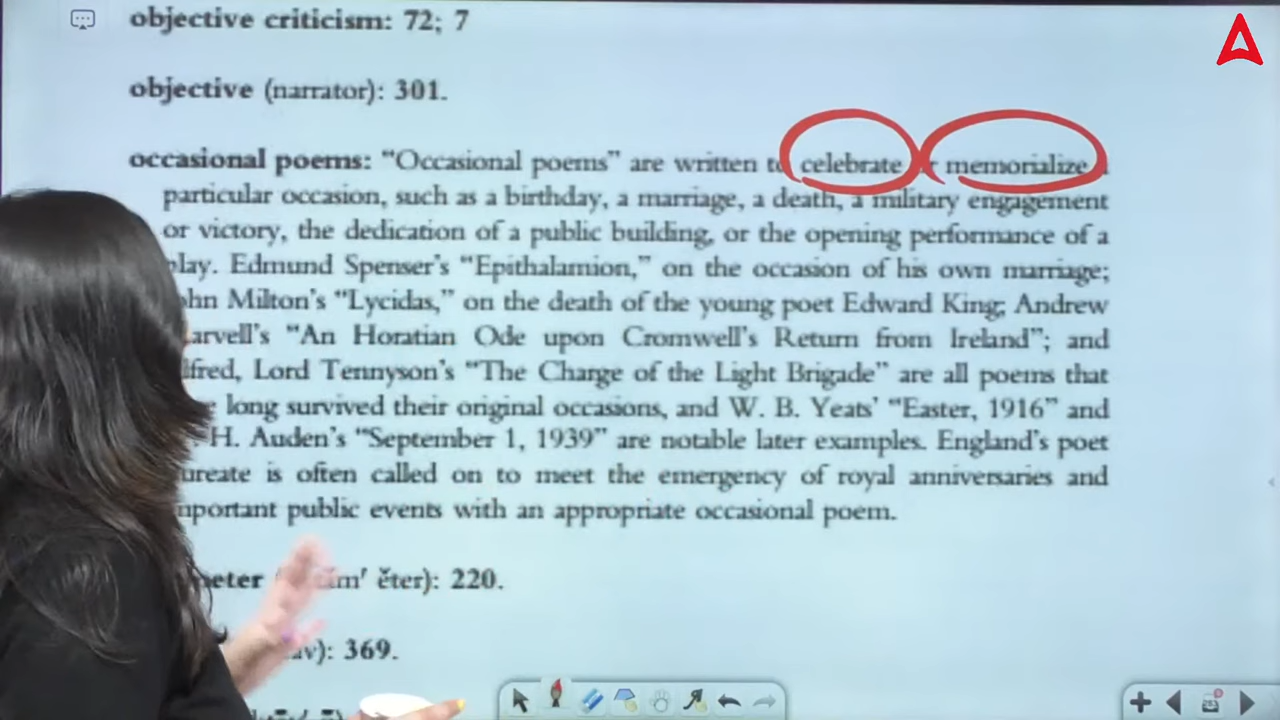 objective criticism: 72; 7
objective (narrator): 301.
occasional poems: "Occasional poems" are written to celebrate or memorialize a
particular occasion, such as a birthday, a marriage, a death, a military engagement
or victory, the dedication of a public building, or the opening performance of a
play. Edmund Spenser's "Epithalamion," on the occasion of his own marriage;
John Milton's "Lycidas," on the death of the young poet Edward King; Andrew
Marvell's "An Horatian Ode upon Cromwell's Return from Ireland"; and
Alfred, Lord Tennyson's "The Charge of the Light Brigade" are all poems that
long survived their original occasions, and W. B. Yeats' "Easter, 1916" and
H. Auden's "September 1, 1939" are notable later examples. England's poet
laureate is often called on to meet the emergency of royal anniversaries and
important public events with an appropriate occasional poem.
ĕter): 220.
369.